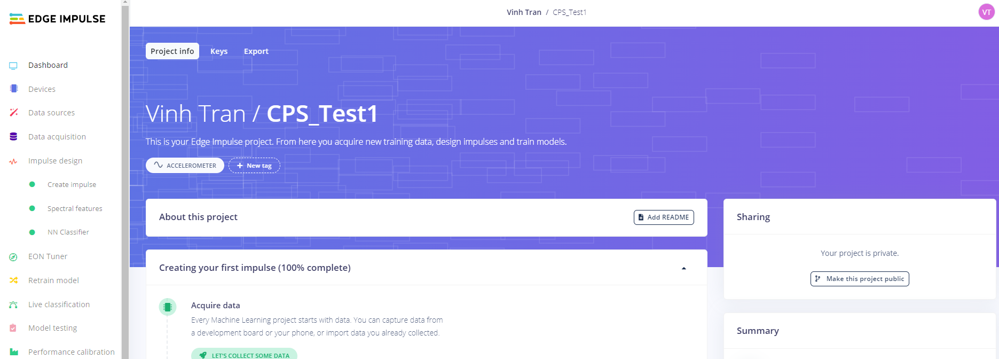 EDGE IMPULSE
Vinh Tran / CPS_Test1
VT
Dashboard
Devices
Data sources
Data acquisition
Impulse design
Create impulse
Spectral features
NN Classifier
EON Tuner
Retrain model
Live classification
Model testing
Performance calibration
Project info
Keys
Export
Vinh Tran / CPS_Test1
This is your Edge Impulse project. From here you acquire new training data, design impulses and train models.
ACCELEROMETER
New tag
About this project
Add README
Creating your first impulse (100% complete)
Acquire data
Every Machine Learning project starts with data. You can capture data from
a development board or your phone, or import data you already collected.
LET'S COLLECT SOME DATA
Sharing
Your project is private.
Make this project public
Summary